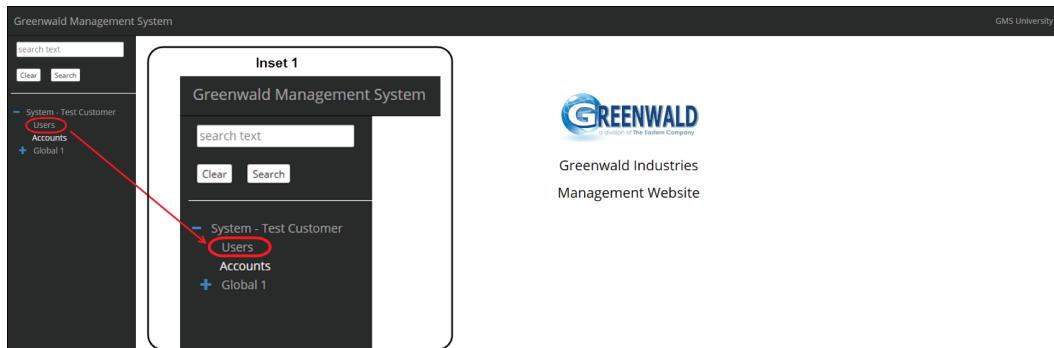 Greenwald Management System
GMS University
search text
Clear Search
System - Test Customer
Users
Accounts
Global 1
Inset 1
Greenwald Management System
search text
Clear Search
System - Test Customer
Users
Accounts
Global 1
GREENWALD
a division of The Eastern Company
Greenwald Industries
Management Website